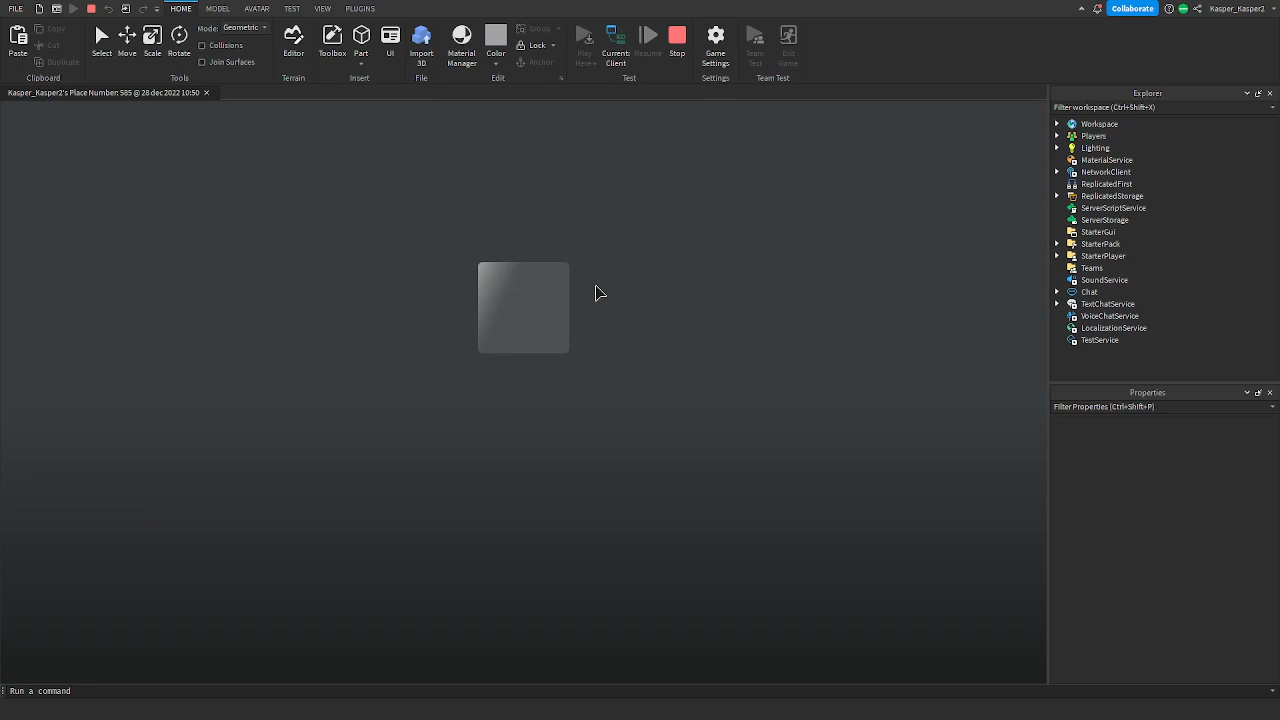 FILE HOME MODEL AVATAR TEST VIEW PLUGINS Collaborate Kasper_Kasper2
Paste Copy Cut Duplicate Clipboard
Select Move Scale Rotate Mode: Geometric Collisions Join Surfaces Tools
Editor Terrain
Toolbox Part UI Insert
Import 3D File
Material Manager Color Group Lock Anchor Edit
Play Here Current: Client Resume Stop Test
Game Settings Settings
Team Test Exit Game Team Test
Kasper_Kasper2's Place Number: 585 @ 28 dec 2022 10:50
Explorer
Filter workspace (Ctrl+Shift+X)
Workspace
Players
Lighting
MaterialService
NetworkClient
ReplicatedFirst
ReplicatedStorage
ServerScriptService
ServerStorage
StarterGui
StarterPack
StarterPlayer
Teams
SoundService
Chat
TextChatService
VoiceChatService
LocalizationService
TestService
Properties
Filter Properties (Ctrl+Shift+P)
Run a command